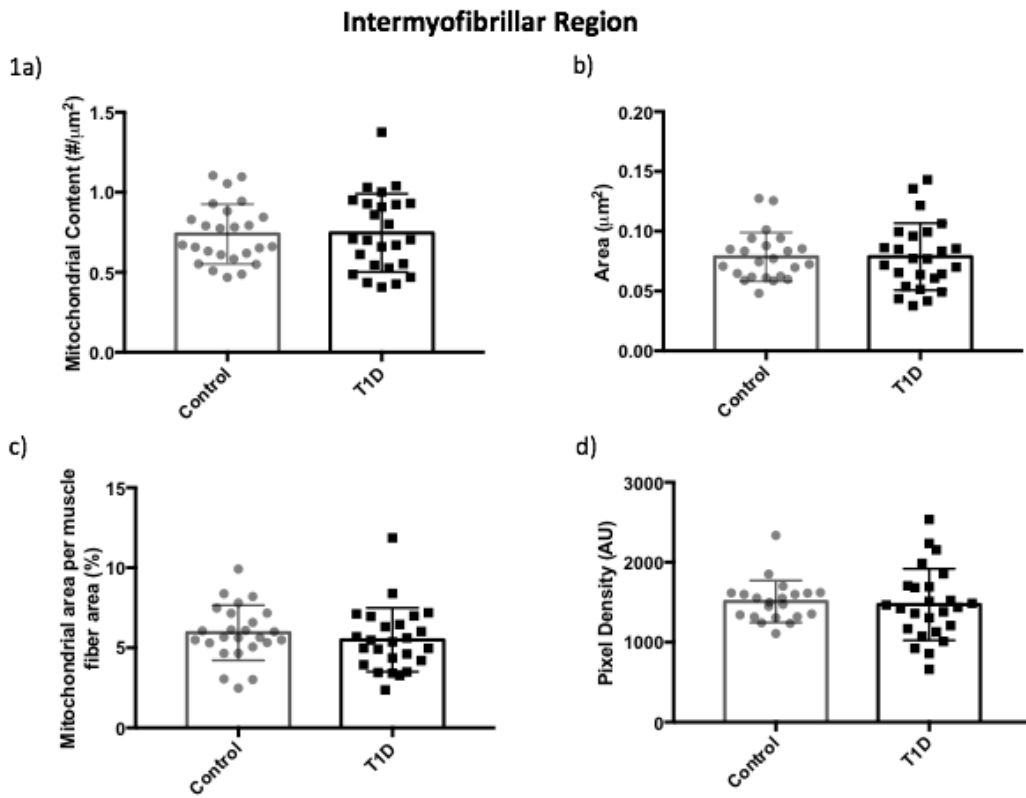 Intermyofibrillar Region
1a)
Mitochondrial Content (#/μm²)
1.5
1.0
0.5
0.0
Control
T1D
b)
Area (μm²)
0.20
0.15
0.10
0.05
0.00
Control
T1D
c)
Mitochondrial area per muscle
fiber area (%)
15
10
5
0
Control
T1D
d)
Pixel Density (AU)
3000
2000
1000
0
Control
T1D